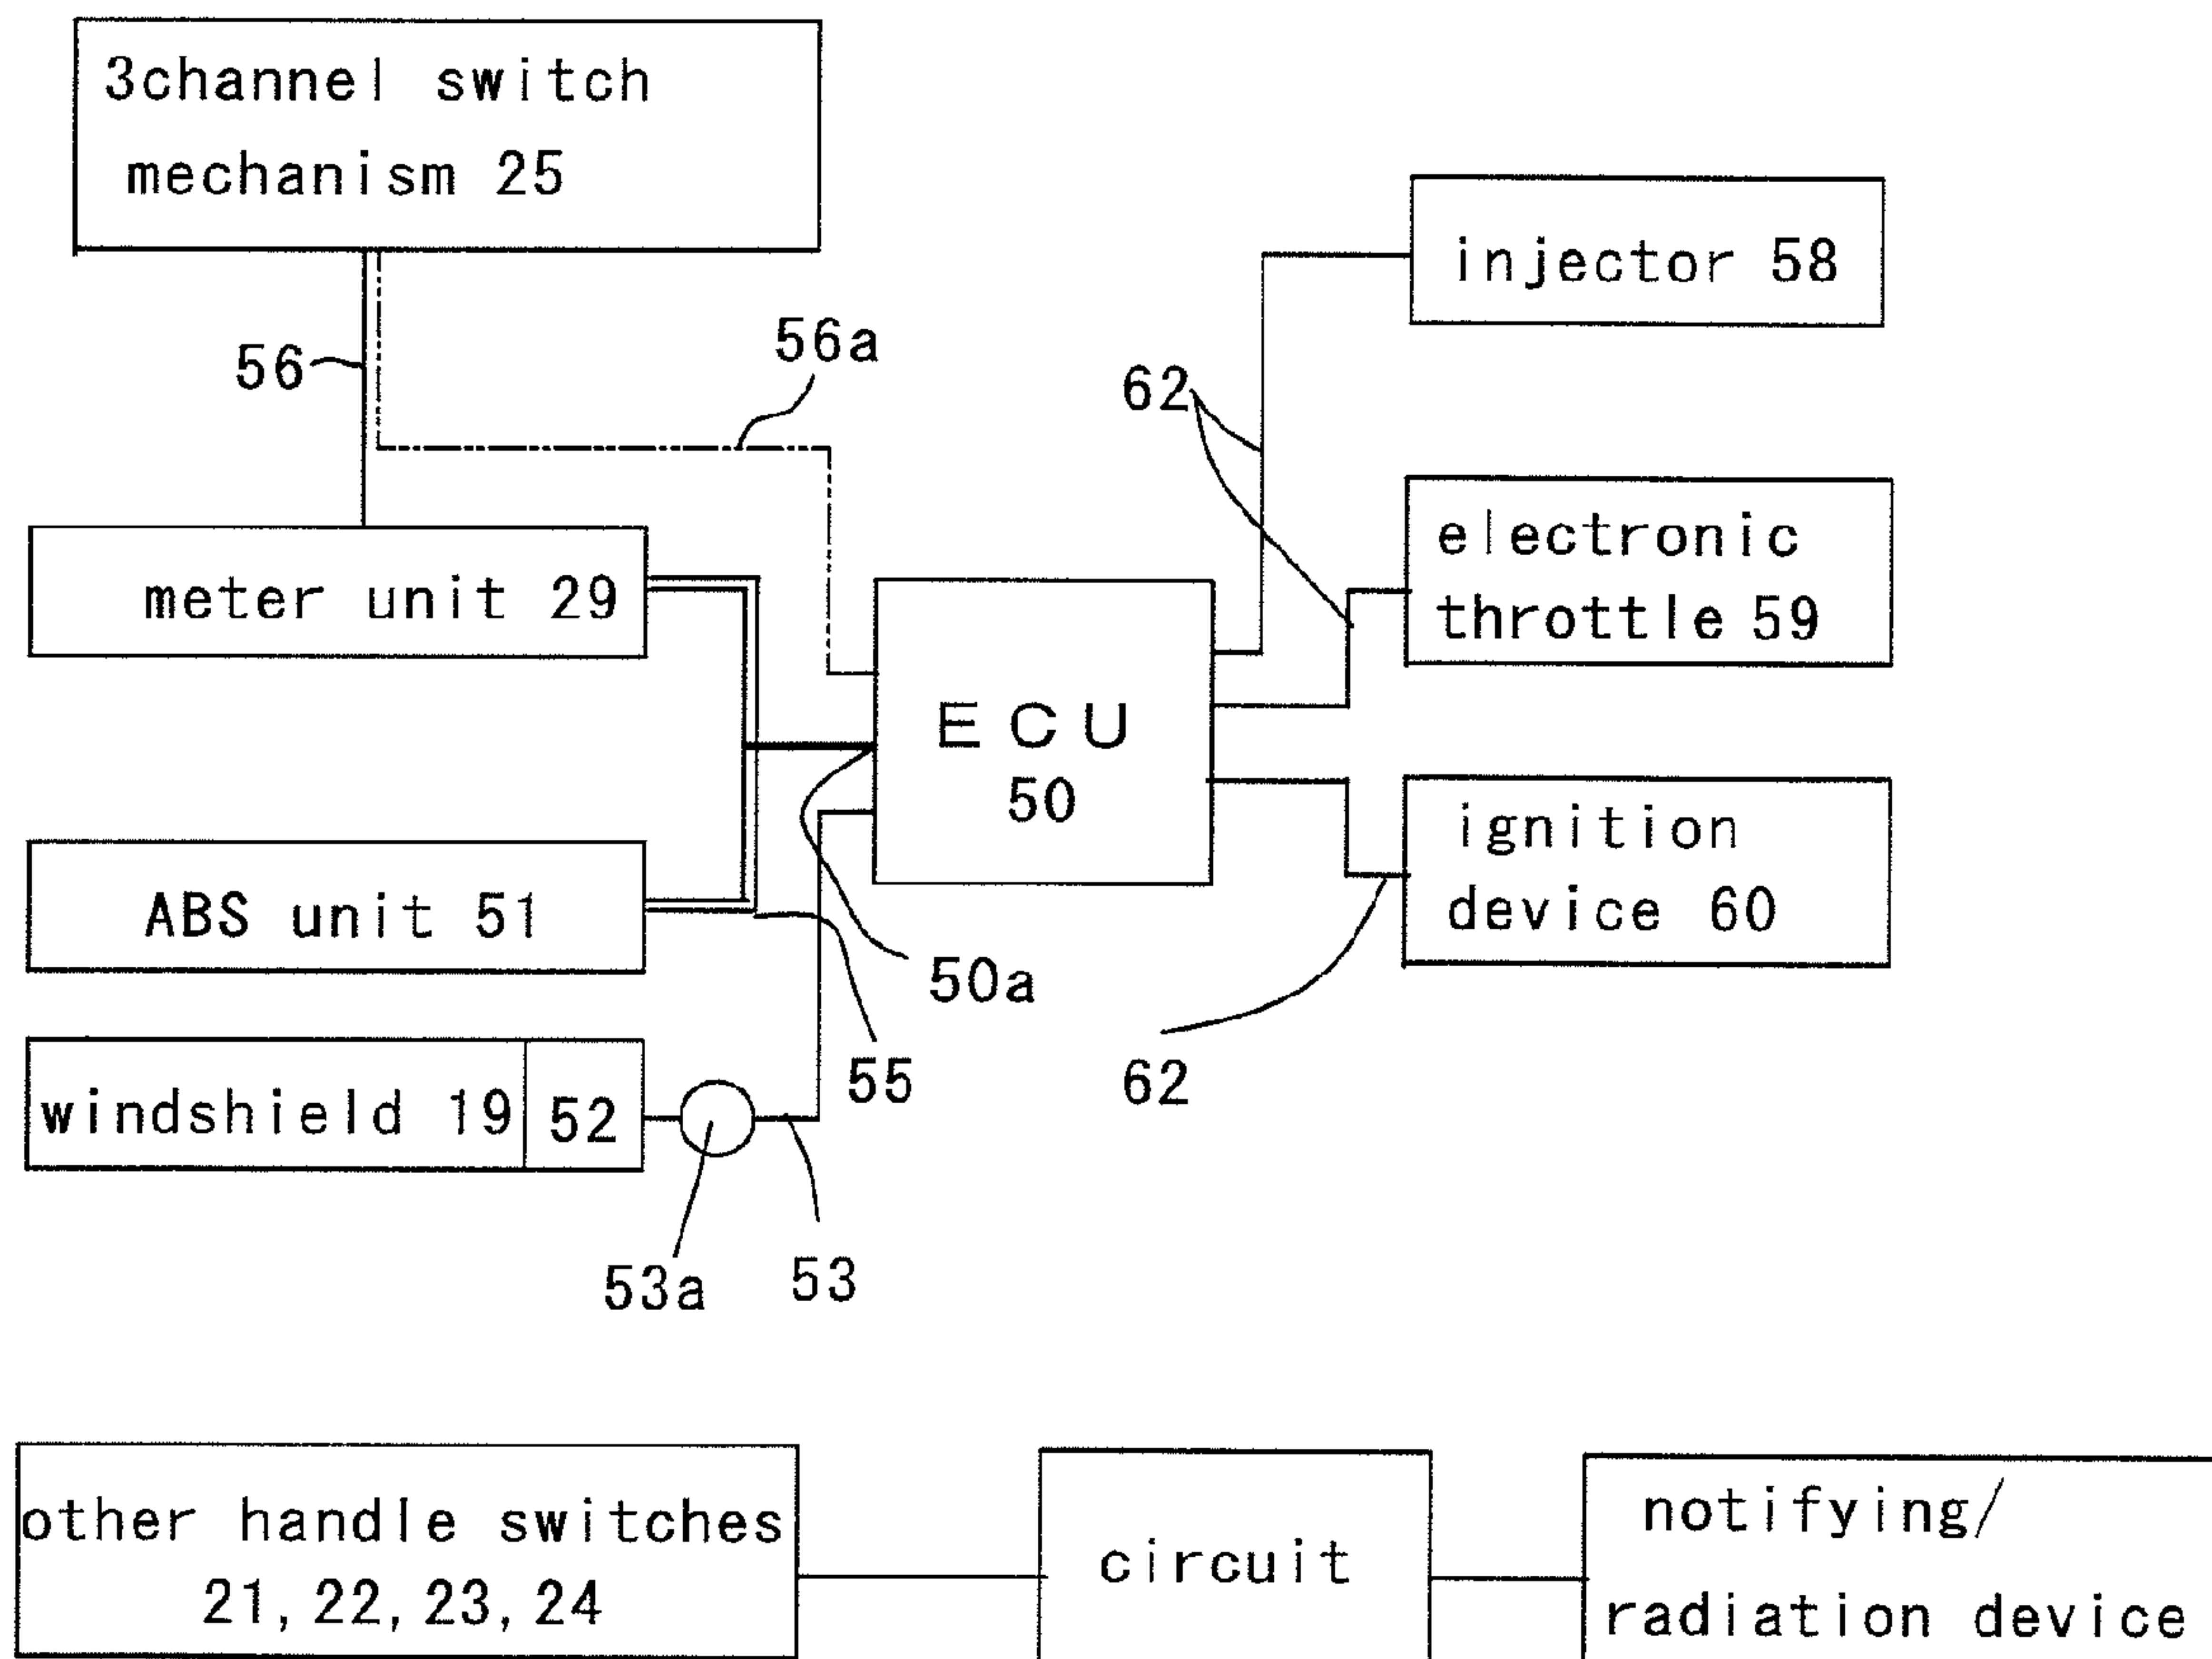 3channel switch
mechanism 25
injector 58
56
56a
62
electronic
throttle 59
meter unit 29
ECU
50
ignition
device 60
ABS unit 51
50a
55
62
windshield 19
52
53a
53
other handle switches
21, 22, 23, 24
circuit
notifying/
radiation device